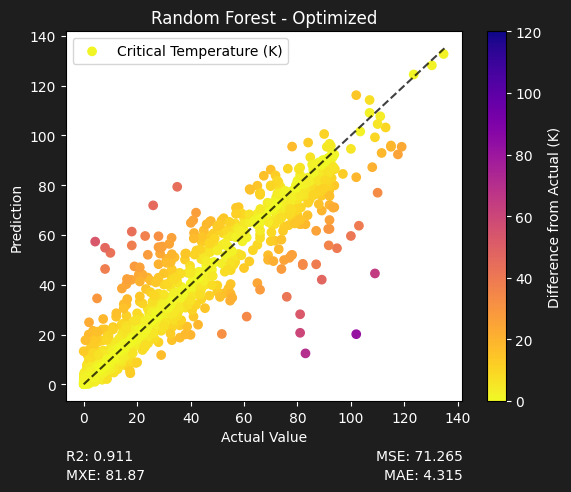 Random Forest - Optimized
Critical Temperature (K)
Prediction
140
120
100
80
60
40
20
0
0 20 40 60 80 100 120 140
Actual Value
120
100
80
60
40
20
0
Difference from Actual (K)
R2: 0.911 MSE: 71.265
MXE: 81.87 MAE: 4.315